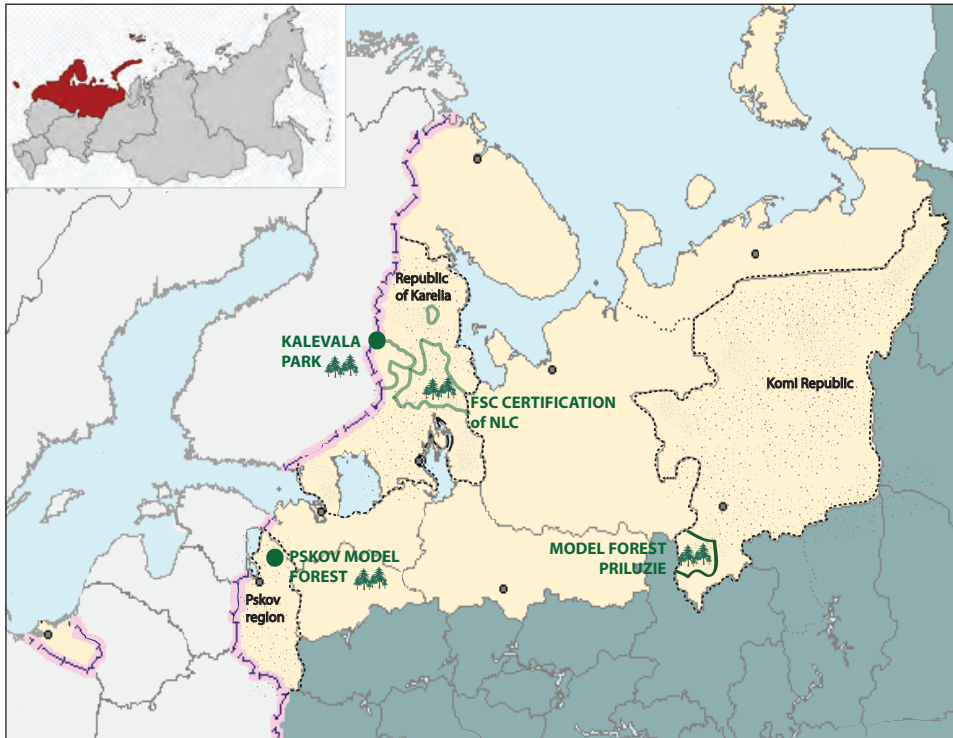 Republic
of Karelia
KALEVALA
PARK
FSC CERTIFICATION
of NLC
Komi Republic
MODEL FOREST
PRILUZIE
PSKOV MODEL
FOREST
Pskov
region